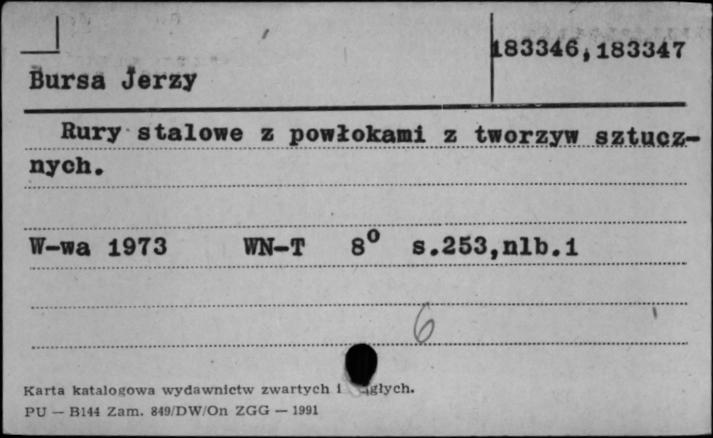 183346, 183347
Bursa Jerzy
Rury stalowe z powłokami z tworzyw sztucz-
nych.
W-wa 1973 WN-T 8° s.253,nlb.1
6
Karta katalogowa wydawnictw zwartych i
PU — B144 Zam. 849/DW/On ZGG — 1991